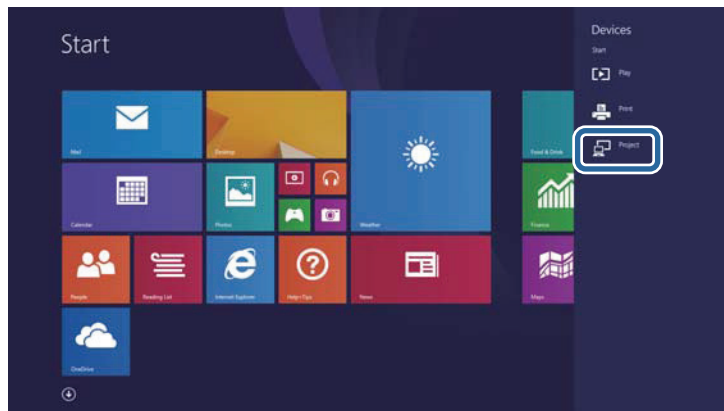 Start
Devices
Start
Play
Print
Project
Mail
Desktop
Weather
Food & Drink
Calendar
Photos
Finance
People
Reading List
Internet Explorer
Help+Tips
News
Maps
OneDrive